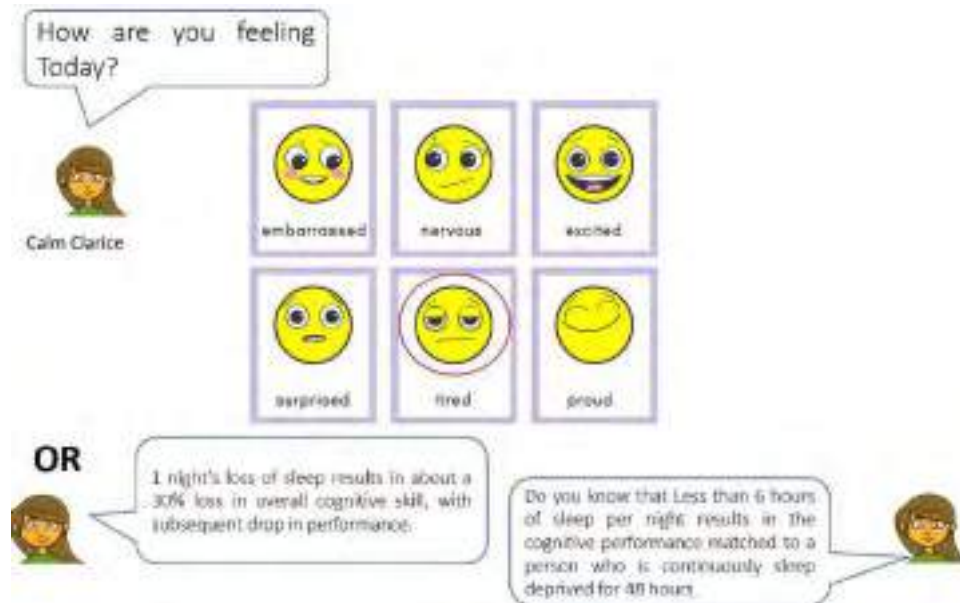 How are you feeling
Today?
embarrassed
nervous
excited
Calm Clarice
surprised
tired
proud
OR
1 night's loss of sleep results in about a
30% loss in overall cognitive skill, with
subsequent drop in performance.
Do you know that Less than 6 hours
of sleep per night results in the
cognitive performance matched to a
person who is continuously sleep
deprived for 48 hours